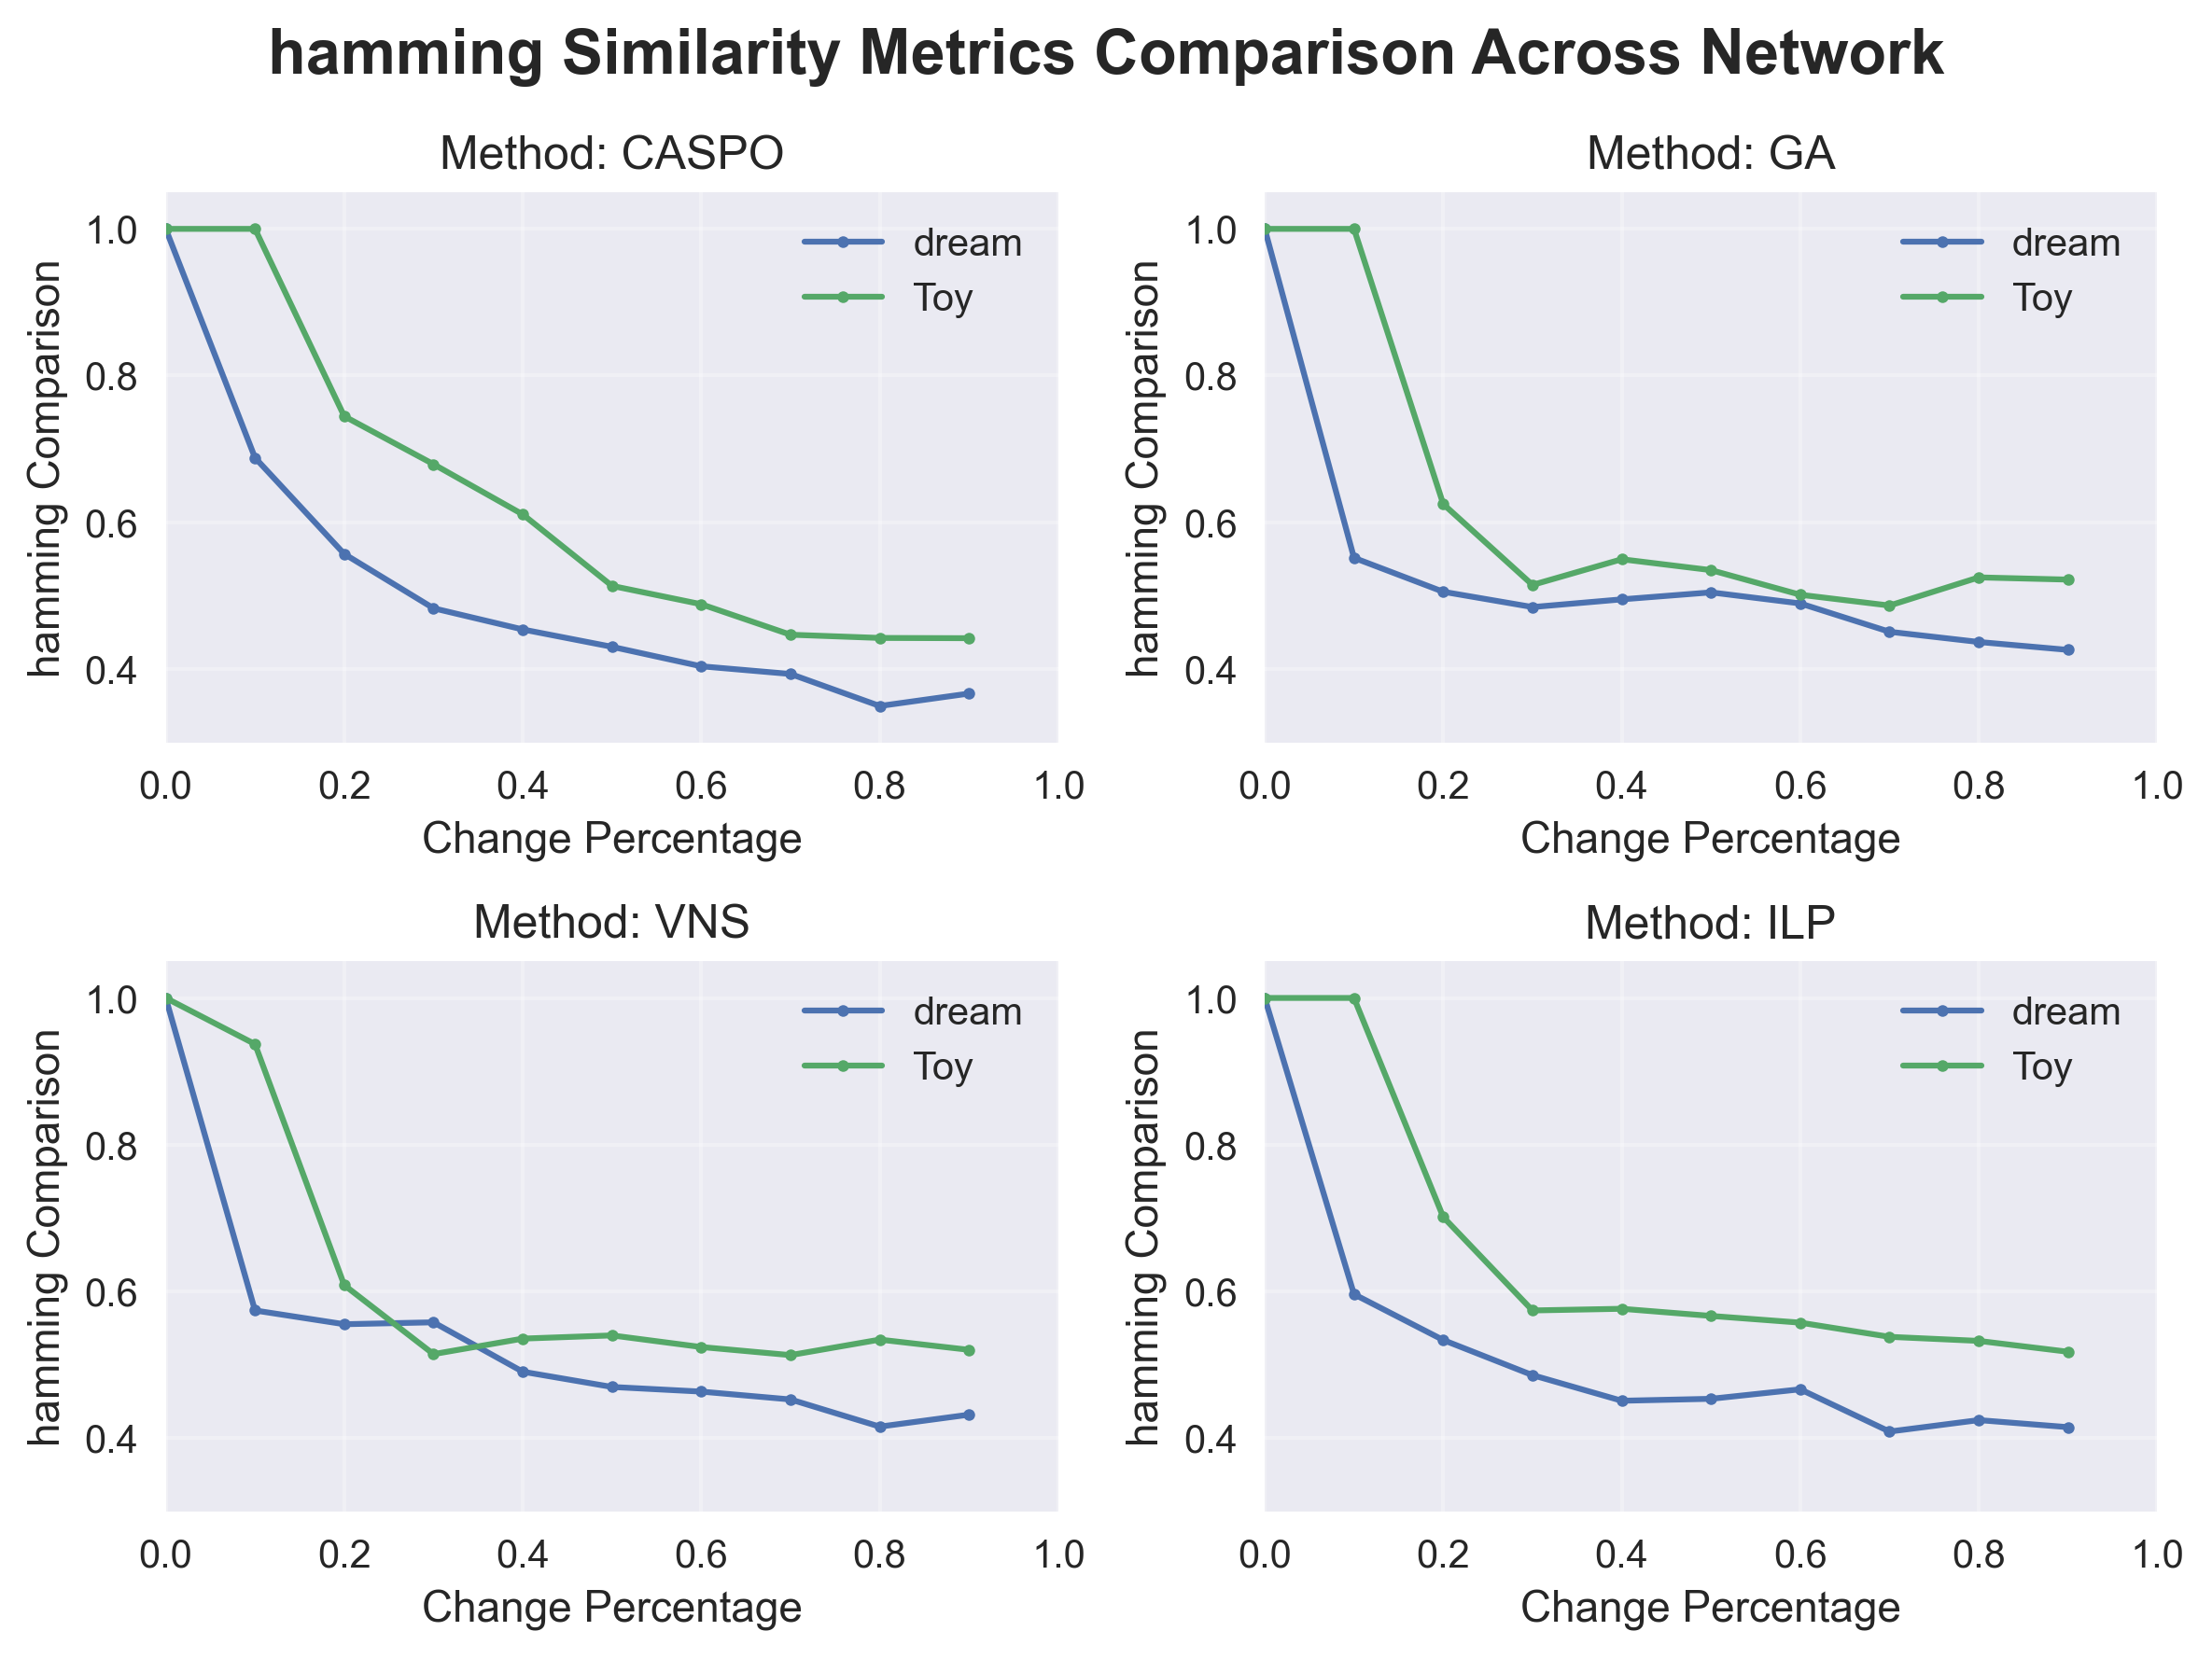 hamming Similarity Metrics Comparison Across Network
Method: CASPO
hamming Comparison
1.0
0.8
0.6
0.4
dream
Toy
0.0 0.2 0.4 0.6 0.8 1.0
Change Percentage
Method: GA
hamming Comparison
1.0
0.8
0.6
0.4
dream
Toy
0.0 0.2 0.4 0.6 0.8 1.0
Change Percentage
Method: VNS
hamming Comparison
1.0
0.8
0.6
0.4
dream
Toy
0.0 0.2 0.4 0.6 0.8 1.0
Change Percentage
Method: ILP
hamming Comparison
1.0
0.8
0.6
0.4
dream
Toy
0.0 0.2 0.4 0.6 0.8 1.0
Change Percentage